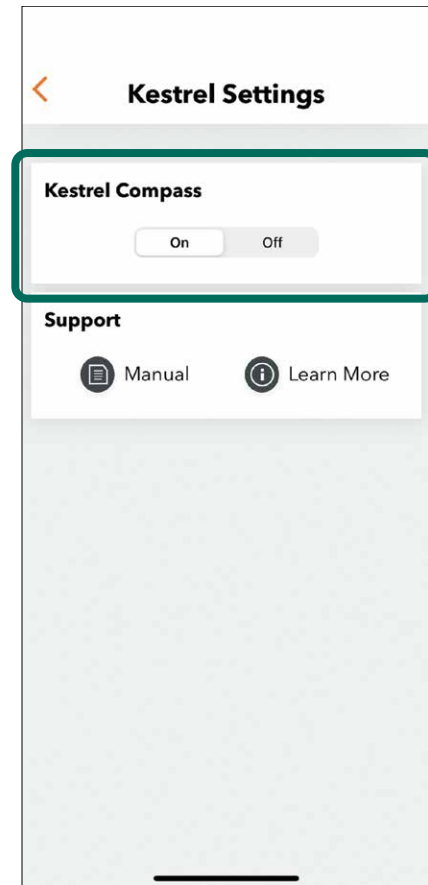 Kestrel Settings
Kestrel Compass
On Off
Support
Manual Learn More